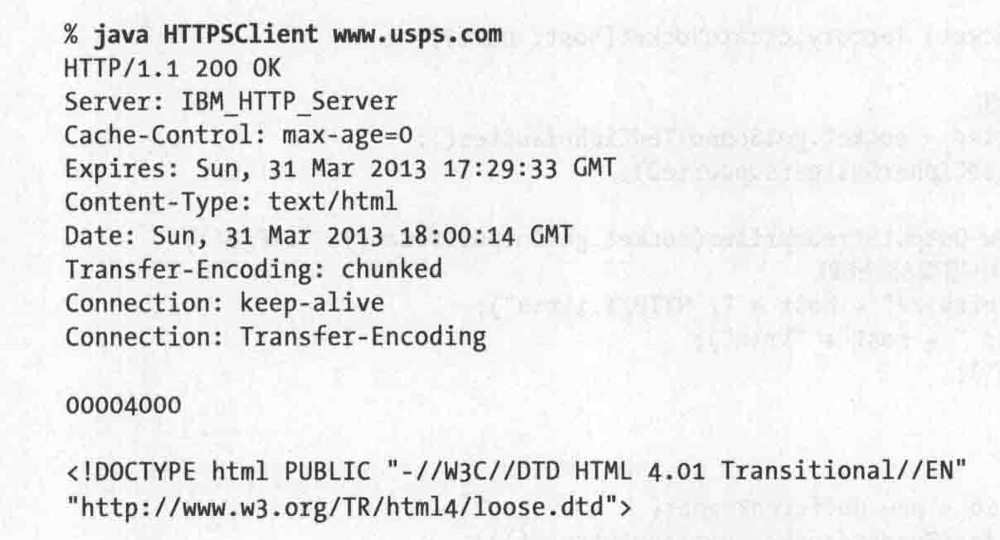 % java HTTPSClient www.usps.com
HTTP/1.1 200 OK
Server: IBM_HTTP_Server
Cache-Control: max-age=0
Expires: Sun, 31 Mar 2013 17:29:33 GMT
Content-Type: text/html
Date: Sun, 31 Mar 2013 18:00:14 GMT
Transfer-Encoding: chunked
Connection: keep-alive
Connection: Transfer-Encoding
00004000
<!DOCTYPE html PUBLIC "-//W3C//DTD HTML 4.01 Transitional//EN"
"http://www.w3.org/TR/html4/loose.dtd">